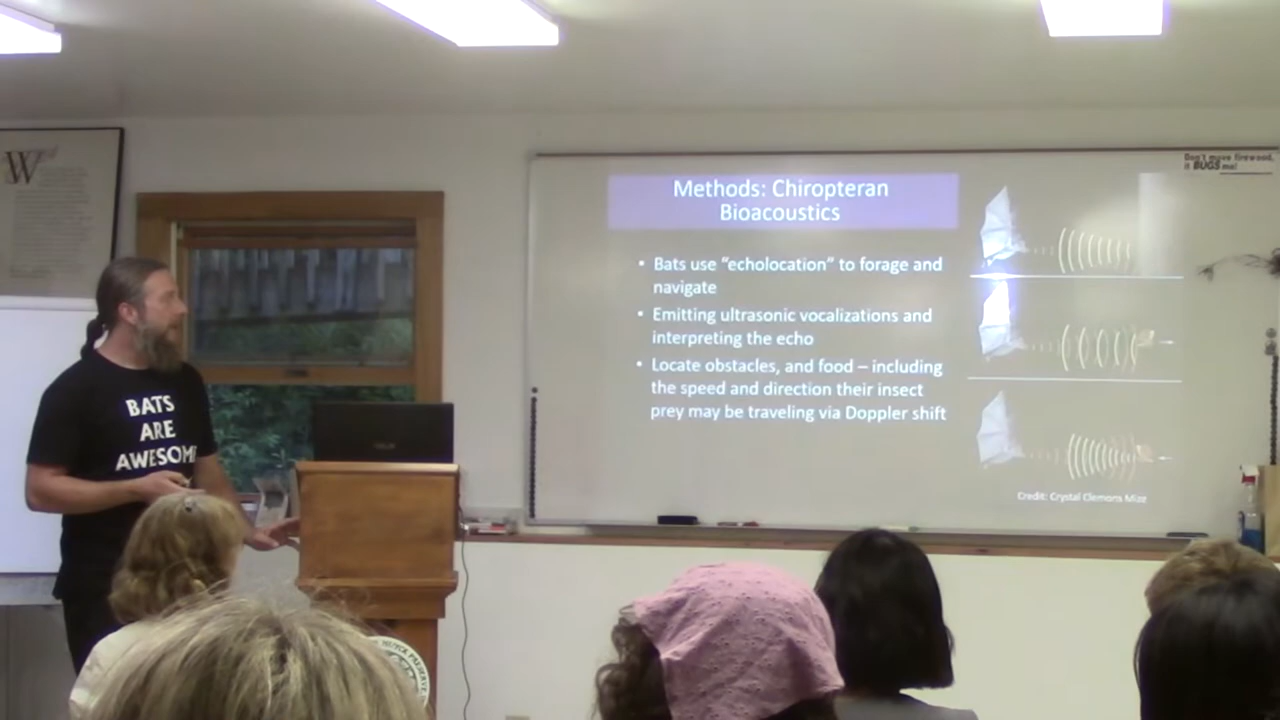 Don't move firewood,
it BUGS me!
Methods: Chiropteran
Bioacoustics
• Bats use “echolocation” to forage and
navigate
• Emitting ultrasonic vocalizations and
interpreting the echo
• Locate obstacles, and food – including
the speed and direction their insect
prey may be traveling via Doppler shift
Credit: Crystal Clemons Mize
BATS
ARE
AWESOM
W
PRESERVE